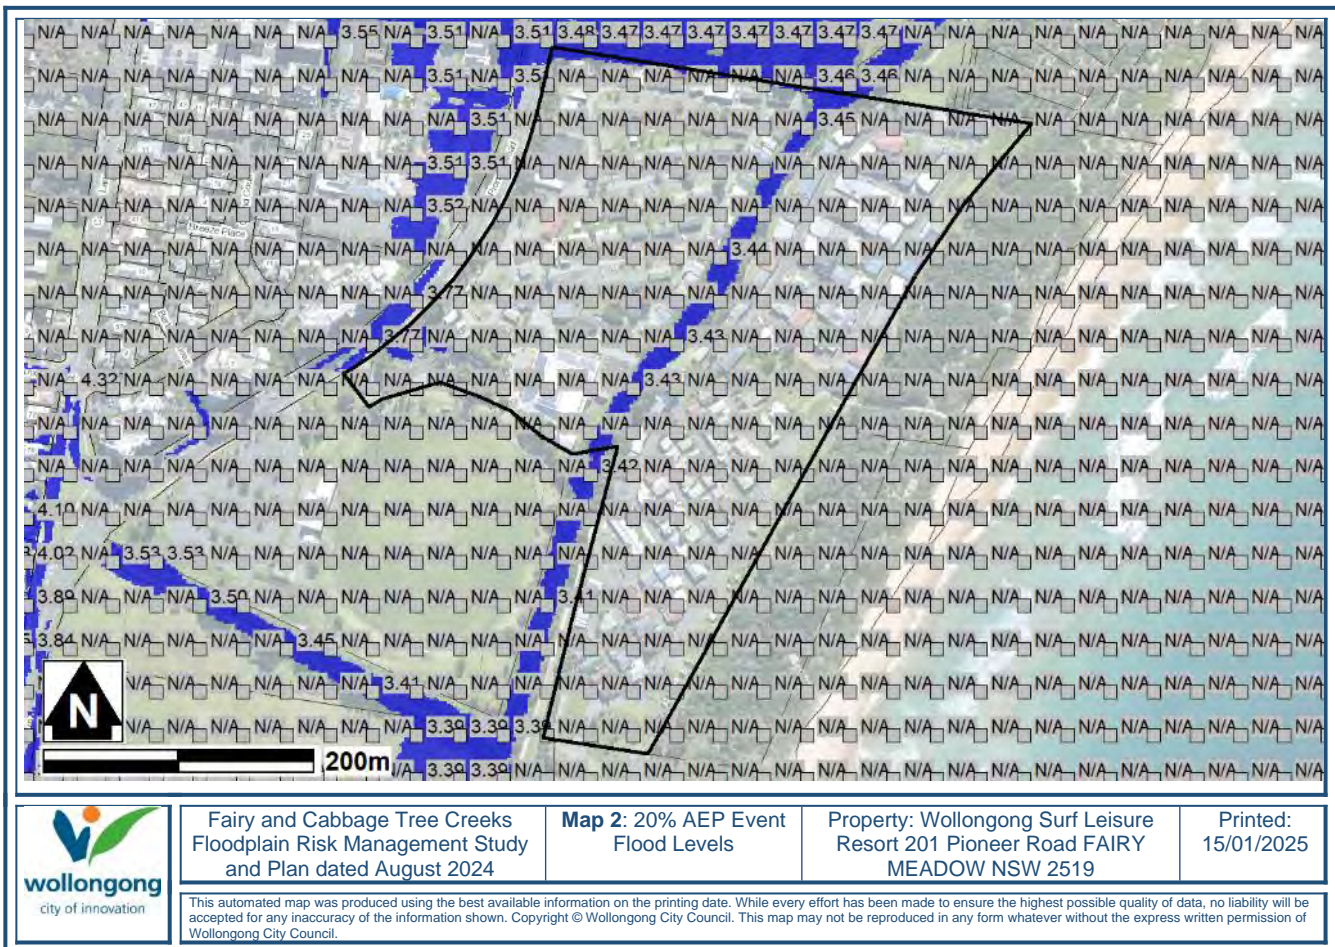 N/A N/A N/A N/A N/A N/A N/A 3.55 N/A 3.51 N/A 3.51 3.48 3.47 3.47 3.47 3.47 3.47 3.47 3.47 N/A N/A N/A N/A N/A N/A N/A N/A N/A N/A
N/A N/A N/A N/A N/A N/A N/A N/A N/A 3.51 N/A N/A N/A N/A N/A N/A N/A 3.46 3.46 N/A N/A N/A N/A N/A N/A N/A N/A N/A N/A
N/A N/A N/A N/A N/A N/A N/A N/A N/A N/A 3.51 N/A N/A N/A N/A N/A N/A N/A 3.45 N/A N/A N/A N/A N/A N/A N/A N/A N/A N/A N/A
N/A N/A N/A N/A N/A N/A N/A N/A N/A 3.51 3.51 N/A N/A N/A N/A N/A N/A N/A N/A N/A N/A N/A N/A N/A N/A N/A N/A N/A N/A N/A
N/A N/A N/A N/A N/A N/A N/A N/A N/A 3.52 N/A N/A N/A N/A N/A N/A N/A N/A N/A N/A N/A N/A N/A N/A N/A N/A N/A N/A N/A N/A
Breeze Place
N/A N/A N/A N/A N/A N/A N/A N/A N/A N/A N/A N/A N/A N/A N/A N/A 3.44 N/A N/A N/A N/A N/A N/A N/A N/A N/A N/A N/A N/A N/A
N/A N/A N/A N/A N/A N/A N/A N/A N/A 3.77 N/A N/A N/A N/A N/A N/A N/A N/A N/A N/A N/A N/A N/A N/A N/A N/A N/A N/A N/A N/A
N/A N/A N/A N/A N/A N/A N/A N/A 3.77 N/A N/A N/A N/A N/A N/A 3.43 N/A N/A N/A N/A N/A N/A N/A N/A N/A N/A N/A N/A N/A N/A
N/A 4.32 N/A N/A N/A N/A N/A N/A N/A N/A N/A N/A N/A N/A 3.43 N/A N/A N/A N/A N/A N/A N/A N/A N/A N/A N/A N/A N/A N/A N/A
N/A N/A N/A N/A N/A N/A N/A N/A N/A N/A N/A N/A N/A N/A N/A N/A N/A N/A N/A N/A N/A N/A N/A N/A N/A N/A N/A N/A N/A N/A
N/A N/A N/A N/A N/A N/A N/A N/A N/A N/A N/A N/A N/A 3.42 N/A N/A N/A N/A N/A N/A N/A N/A N/A N/A N/A N/A N/A N/A N/A N/A
4.10 N/A N/A N/A N/A N/A N/A N/A N/A N/A N/A N/A N/A N/A N/A N/A N/A N/A N/A N/A N/A N/A N/A N/A N/A N/A N/A N/A N/A N/A
4.02 N/A 3.53 3.53 N/A N/A N/A N/A N/A N/A N/A N/A N/A N/A N/A N/A N/A N/A N/A N/A N/A N/A N/A N/A N/A N/A N/A N/A N/A N/A
3.89 N/A N/A N/A 3.50 N/A N/A N/A N/A N/A N/A N/A 3.41 N/A N/A N/A N/A N/A N/A N/A N/A N/A N/A N/A N/A N/A N/A N/A N/A N/A
3.84 N/A N/A N/A N/A N/A 3.45 N/A N/A N/A N/A N/A N/A N/A N/A N/A N/A N/A N/A N/A N/A N/A N/A N/A N/A N/A N/A N/A N/A N/A
N/A N/A N/A N/A N/A N/A 3.41 N/A N/A N/A N/A N/A N/A N/A N/A N/A N/A N/A N/A N/A N/A N/A N/A N/A N/A N/A N/A N/A
N
N/A N/A N/A N/A N/A N/A N/A 3.39 3.39 3.39 N/A N/A N/A N/A N/A N/A N/A N/A N/A N/A N/A N/A N/A N/A N/A N/A N/A N/A
200m
N/A 3.39 3.39 N/A N/A N/A N/A N/A N/A N/A N/A N/A N/A N/A N/A N/A N/A N/A N/A N/A N/A N/A
wollongong
city of innovation
Fairy and Cabbage Tree Creeks
Floodplain Risk Management Study
and Plan dated August 2024
Map 2: 20% AEP Event
Flood Levels
Property: Wollongong Surf Leisure
Resort 201 Pioneer Road FAIRY
MEADOW NSW 2519
Printed:
15/01/2025
This automated map was produced using the best available information on the printing date. While every effort has been made to ensure the highest possible quality of data, no liability will be
accepted for any inaccuracy of the information shown. Copyright © Wollongong City Council. This map may not be reproduced in any form whatever without the express written permission of
Wollongong City Council.